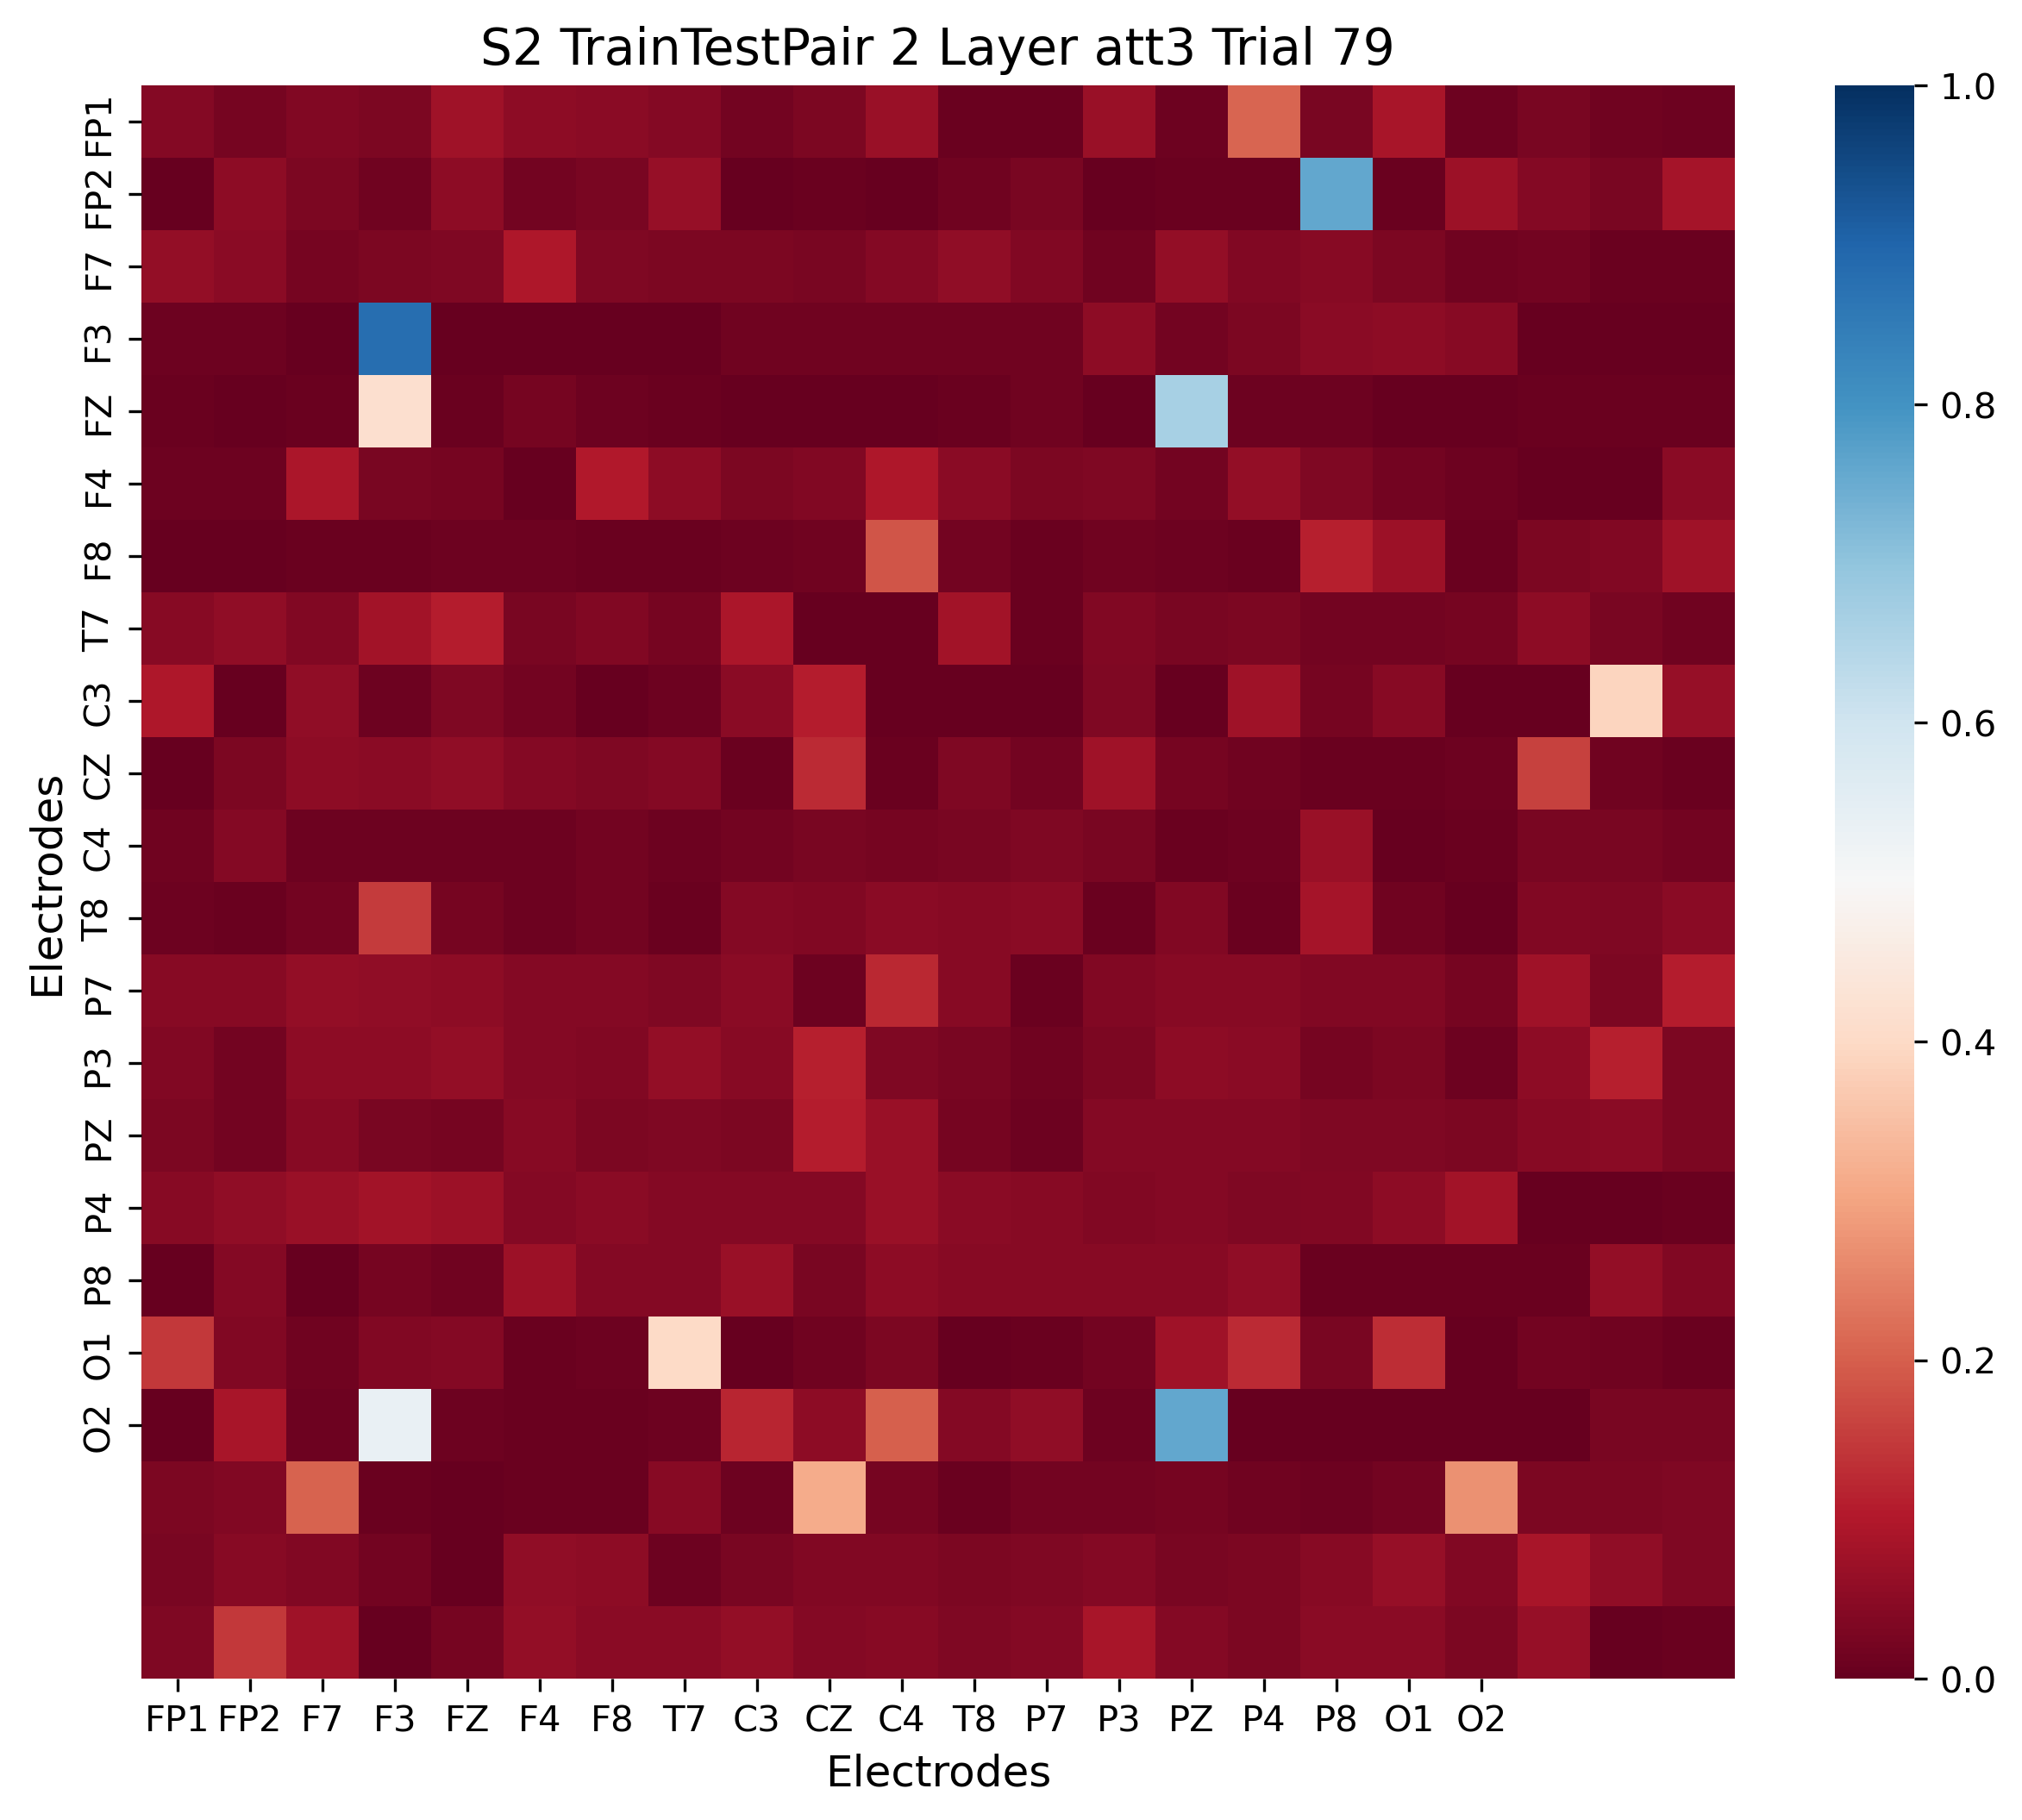 S2 TrainTestPair 2 Layer att3 Trial 79
Electrodes
FP1
FP2
F7
F3
FZ
F4
F8
T7
C3
CZ
C4
T8
P7
P3
PZ
P4
P8
O1
O2
FP1 FP2 F7 F3 FZ F4 F8 T7 C3 CZ C4 T8 P7 P3 PZ P4 P8 O1 O2
Electrodes
1.0
0.8
0.6
0.4
0.2
0.0